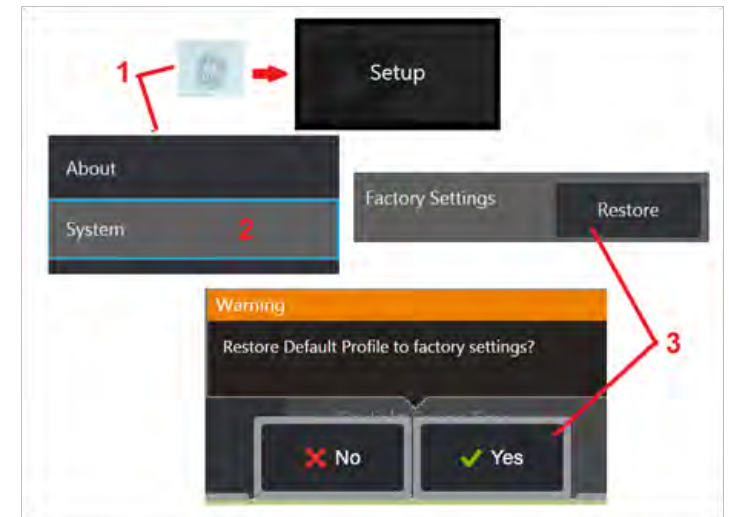 1
Setup
About
System 2
Factory Settings
Restore
Warning
Restore Default Profile to factory settings?
3
No
Yes